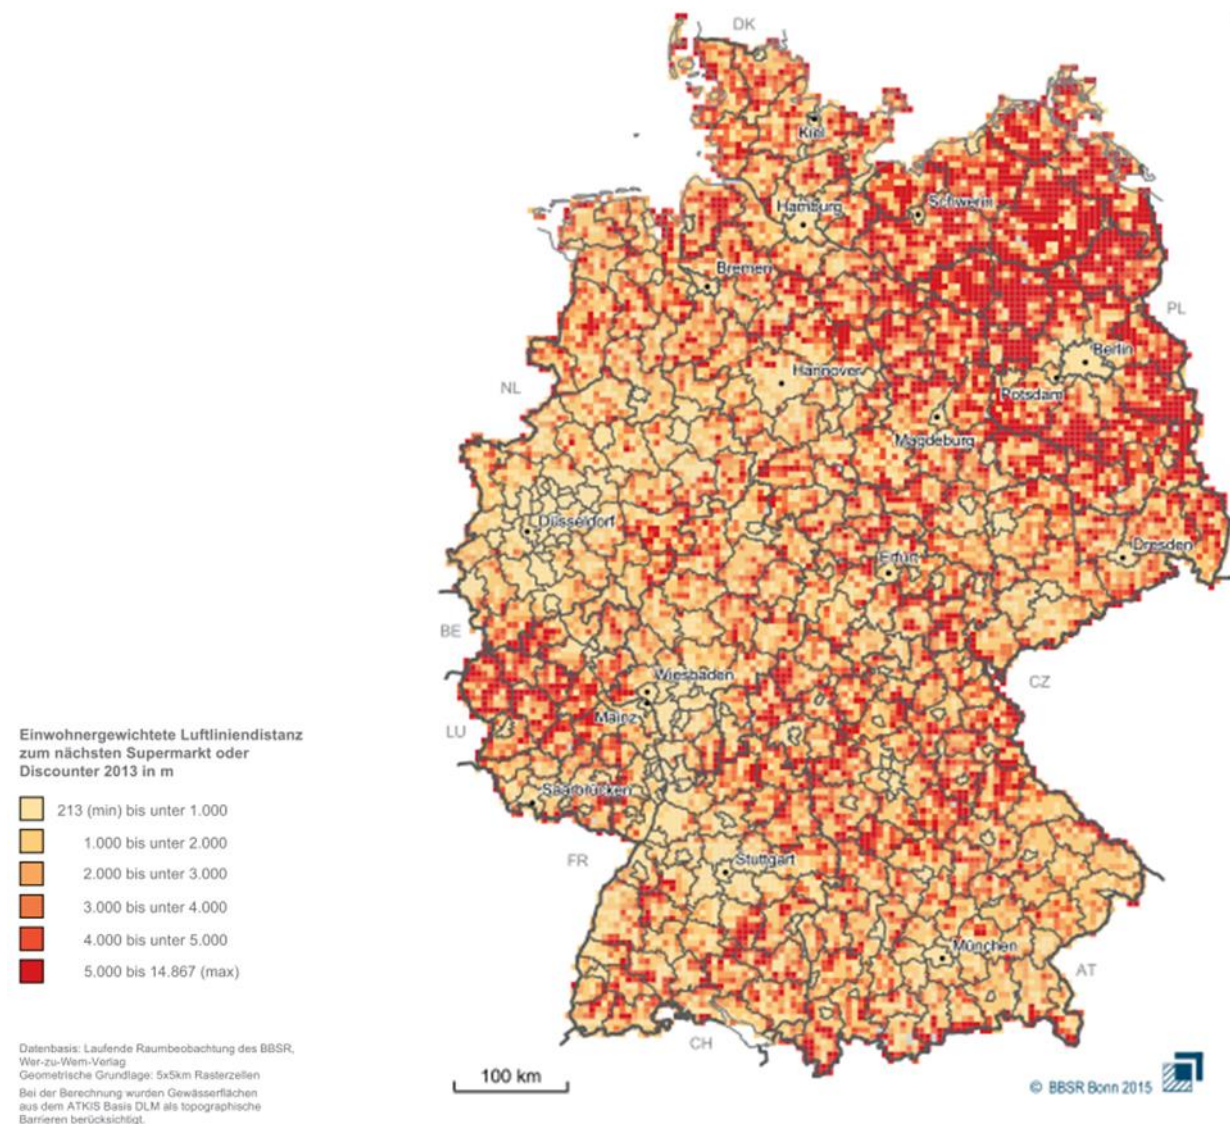 DK
Kiel
Hamburg
Schwerin
Bremen
PL
Berlin
Hannover
Potsdam
NL
Magdeburg
Düsseldorf
Dresden
Erfurt
BE
Wiesbaden
CZ
Mainz
LU
Einwohnergewichtete Luftliniendistanz
zum nächsten Supermarkt oder
Discounter 2013 in m
Saarbrücken
213 (min) bis unter 1.000
1.000 bis unter 2.000
FR
Stuttgart
2.000 bis unter 3.000
3.000 bis unter 4.000
4.000 bis unter 5.000
München
5.000 bis 14.867 (max)
AT
CH
Datenbasis: Laufende Raumbeobachtung des BBSR,
Wer-zu-Wem-Verlag
Geometrische Grundlage: 5x5km Rasterzellen
Bei der Berechnung wurden Gewässerflächen
aus dem ATKIS Basis DLM als topographische
Barrieren berücksichtigt.
100 km
© BBSR Bonn 2015